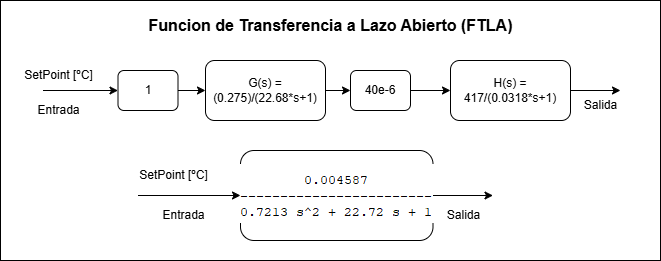 Funcion de Transferencia a Lazo Abierto (FTLA)
SetPoint [ºC]
Entrada
1
G(s) =
(0.275)/(22.68*s+1)
40e-6
H(s) =
417/(0.0318*s+1)
Salida
SetPoint [ºC]
Entrada
0.004587
-------------------------
0.7213 s^2 + 22.72 s + 1
Salida